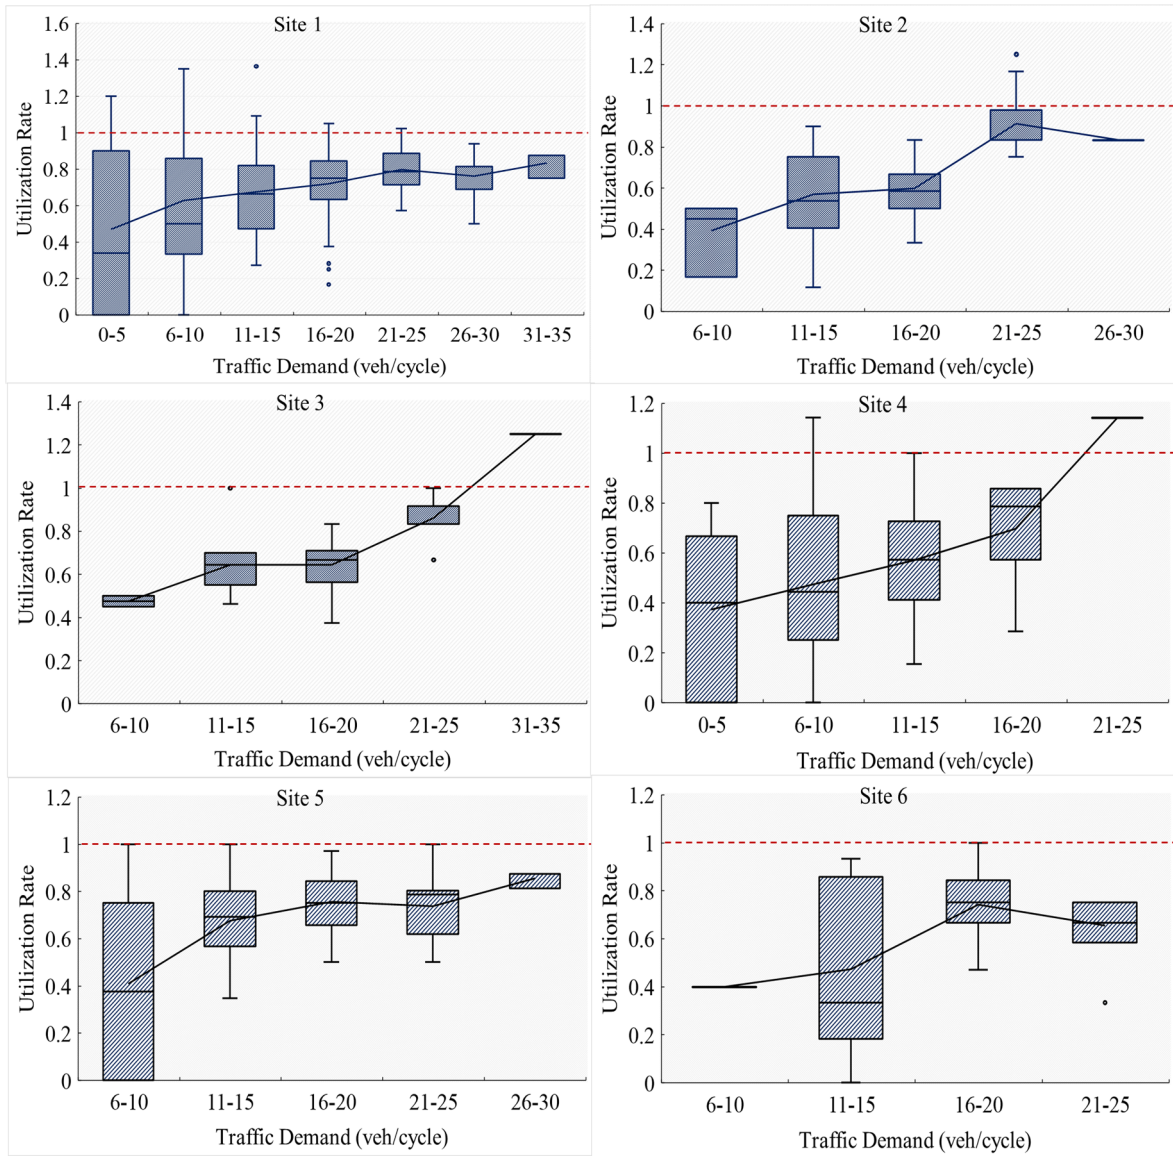 Site 1
Utilization Rate
1.6
1.4
1.2
1
0.8
0.6
0.4
0.2
0
0-5 6-10 11-15 16-20 21-25 26-30 31-35
Traffic Demand (veh/cycle)
Site 2
Utilization Rate
1.4
1.2
1
0.8
0.6
0.4
0.2
0
6-10 11-15 16-20 21-25 26-30
Traffic Demand (veh/cycle)
Site 3
Utilization Rate
1.4
1.2
1
0.8
0.6
0.4
0.2
0
6-10 11-15 16-20 21-25 31-35
Traffic Demand (veh/cycle)
Site 4
Utilization Rate
1.2
1
0.8
0.6
0.4
0.2
0
0-5 6-10 11-15 16-20 21-25
Traffic Demand (veh/cycle)
Site 5
Utilization Rate
1.2
1
0.8
0.6
0.4
0.2
0
6-10 11-15 16-20 21-25 26-30
Traffic Demand (veh/cycle)
Site 6
Utilization Rate
1.2
1
0.8
0.6
0.4
0.2
0
6-10 11-15 16-20 21-25
Traffic Demand (veh/cycle)